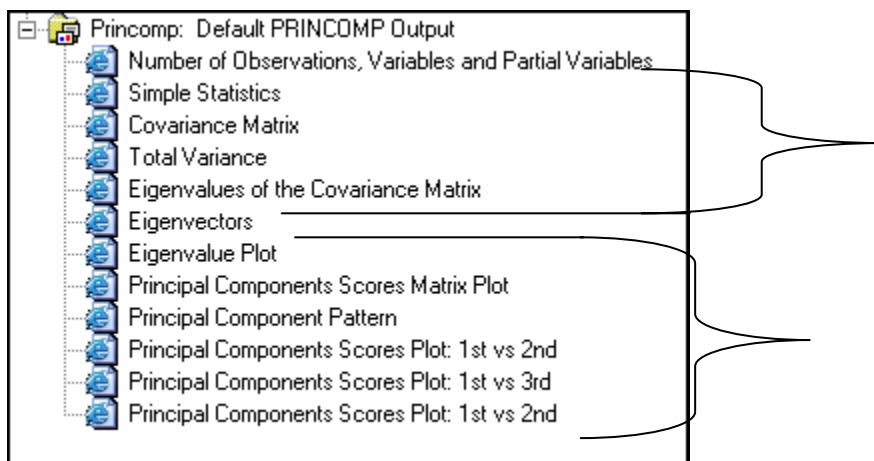 Princomp: Default PRINCOMP Output
Number of Observations, Variables and Partial Variables
Simple Statistics
Covariance Matrix
Total Variance
Eigenvalues of the Covariance Matrix
Eigenvectors
Eigenvalue Plot
Principal Components Scores Matrix Plot
Principal Component Pattern
Principal Components Scores Plot: 1st vs 2nd
Principal Components Scores Plot: 1st vs 3rd
Principal Components Scores Plot: 1st vs 2nd